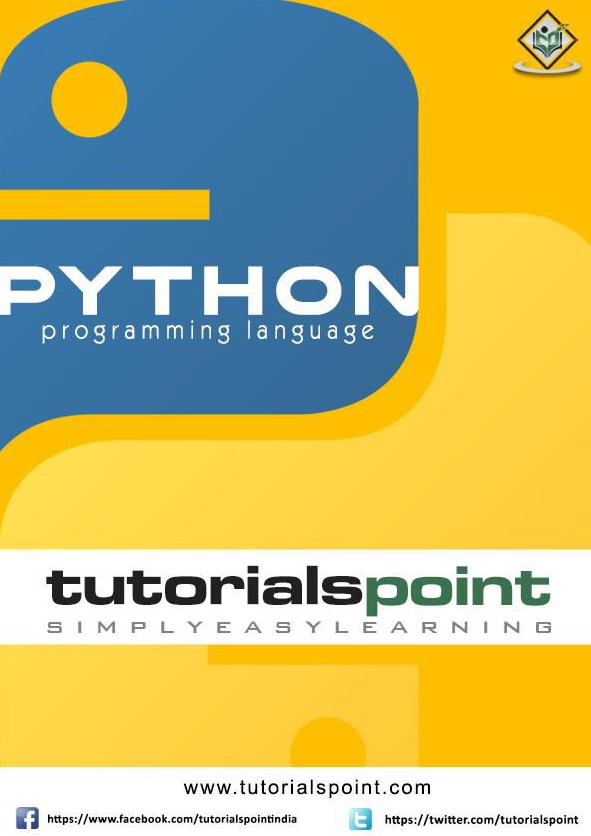 PYTHON
programming language
tutorialspoint
SIMPLYEASYLEARNING
www.tutorialspoint.com
https://www.facebook.com/tutorialspointindia
https://twitter.com/tutorialspoint